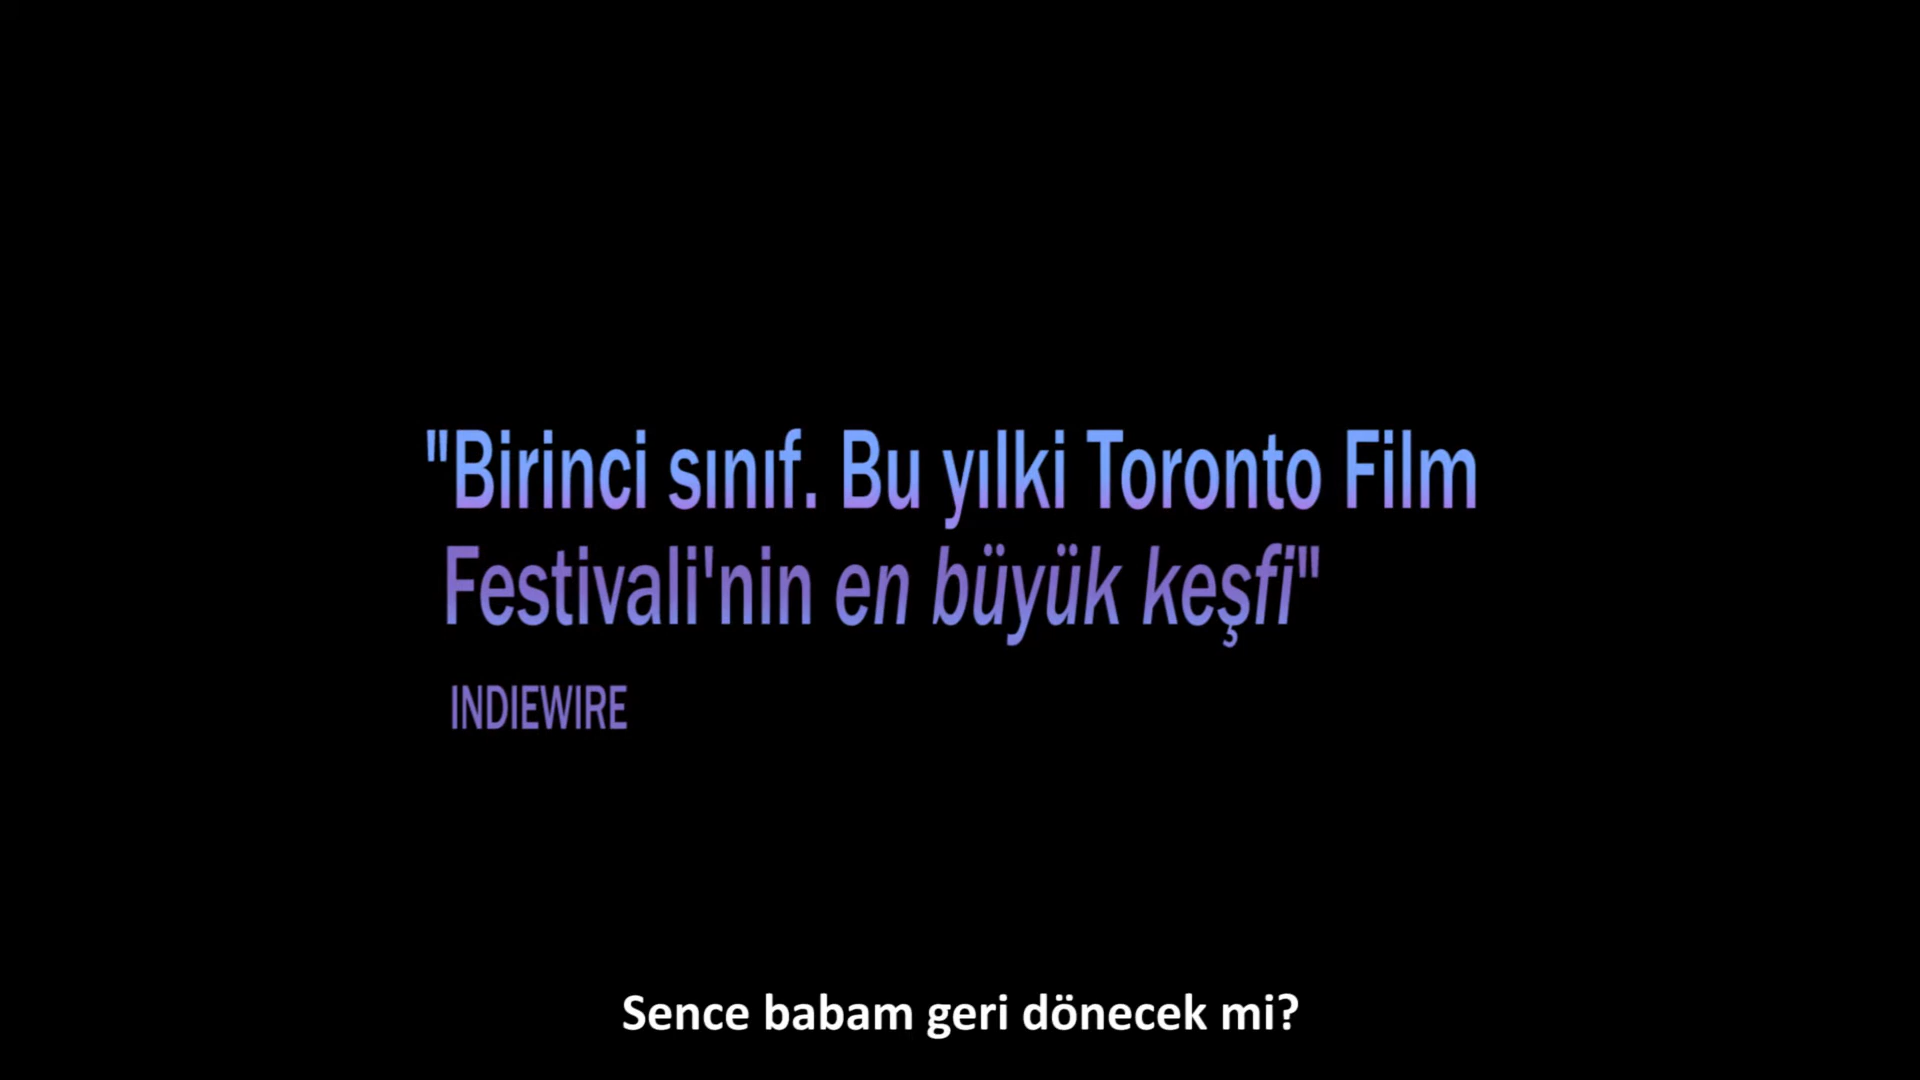 "Birinci sınıf. Bu yılki Toronto Film
Festivali'nin en büyük keşfi"
INDIEWIRE
Sence babam geri dönecek mi?